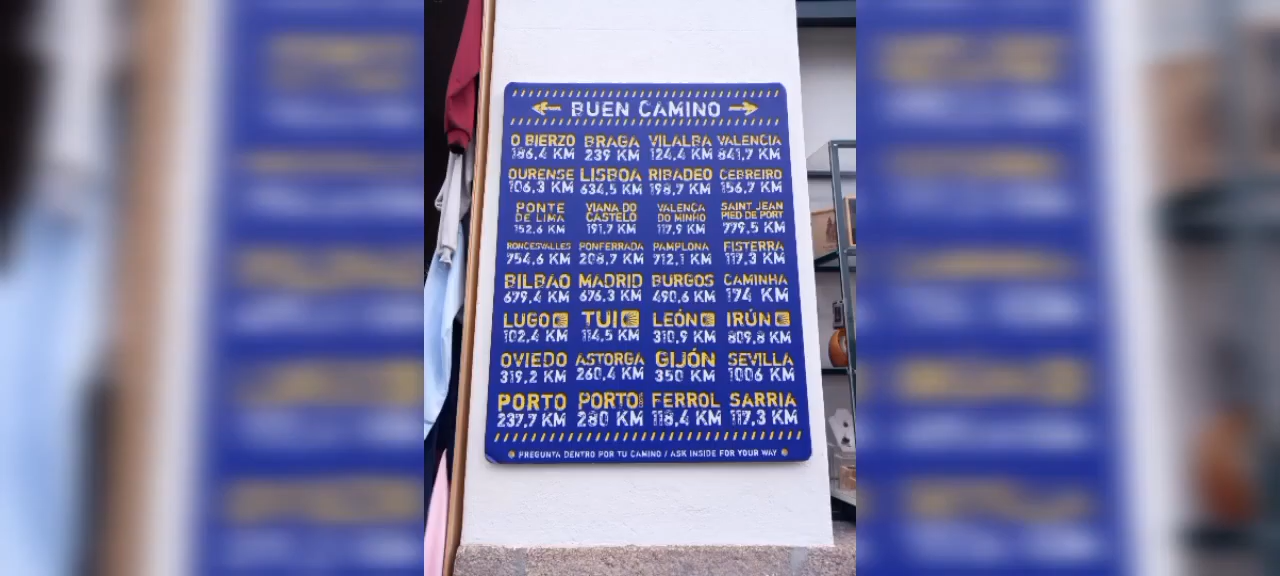 BUEN CAMINO
O BIERZO BRAGA VILALBA VALENCIA
186,4 KM 239 KM 124,4 KM 841,7 KM
OURENSE LISBOA RIBADEO CEBREIRO
106,3 KM 634,5 KM 198,7 KM 156,7 KM
PONTE DE LIMA VIANA DO CASTELO VALENCA DO MINHO SAINT JEAN PIED DE PORT
152,6 KM 191,7 KM 117,9 KM 779,5 KM
RONCESVALLES PONFERRADA PAMPLONA FISTERRA
754,6 KM 208,7 KM 712,1 KM 117,3 KM
BILBAO MADRID BURGOS CAMINHA
679,4 KM 676,3 KM 490,6 KM 174 KM
LUGO TUI LEÓN IRÚN
102,4 KM 114,5 KM 310,9 KM 809,8 KM
OVIEDO ASTORGA GIJÓN SEVILLA
319,2 KM 260,4 KM 350 KM 1006 KM
PORTO PORTO FERROL SARRIA
237,7 KM 280 KM 118,4 KM 117,3 KM
PREGUNTA DENTRO POR TU CAMINO / ASK INSIDE FOR YOUR WAY